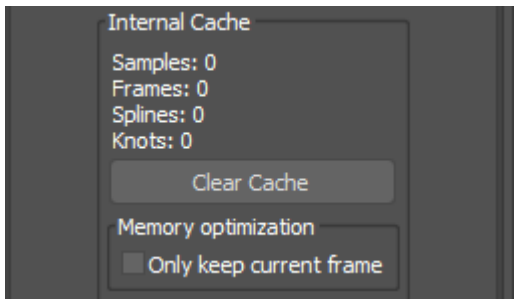 Internal Cache
Samples: 0
Frames: 0
Splines: 0
Knots: 0
Clear Cache
Memory optimization
Only keep current frame